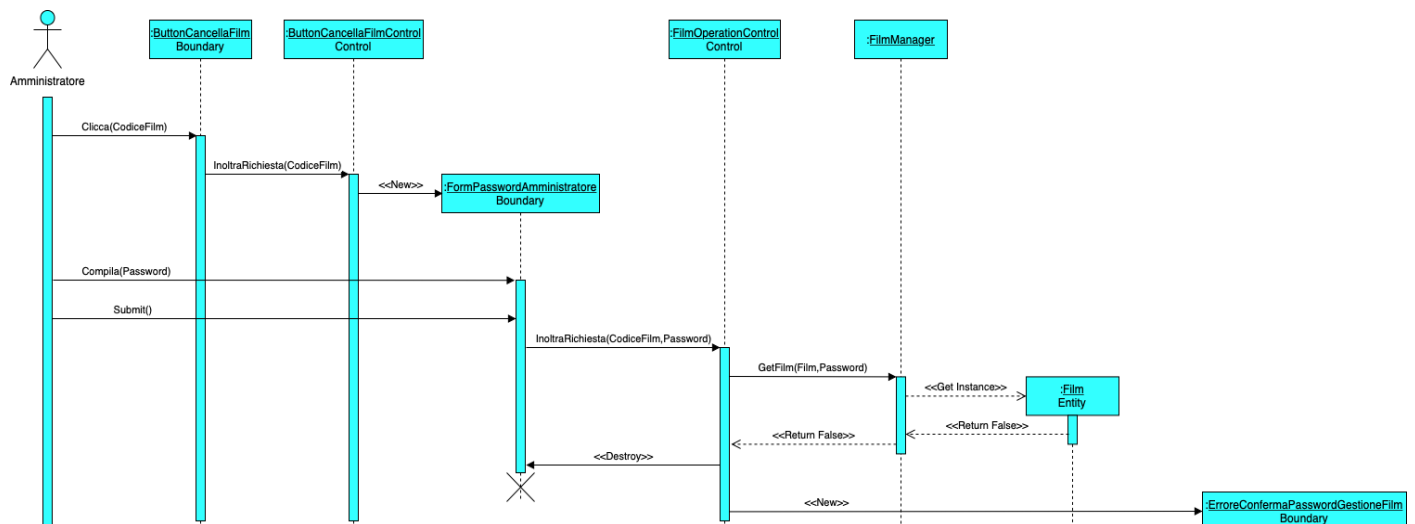 :ButtonCancellaFilm
Boundary
:ButtonCancellaFilmControl
Control
:FilmOperationControl
Control
:FilmManager
Amministratore
Clicca(CodiceFilm)
InoltraRichiesta(CodiceFilm)
<<New>>
:FormPasswordAmministratore
Boundary
Compila(Password)
Submit()
InoltraRichiesta(CodiceFilm,Password)
GetFilm(Film,Password)
<<Get Instance>>
:Film
Entity
<<Return False>>
<<Return False>>
<<Destroy>>
<<New>>
:ErroreConfermaPasswordGestioneFilm
Boundary